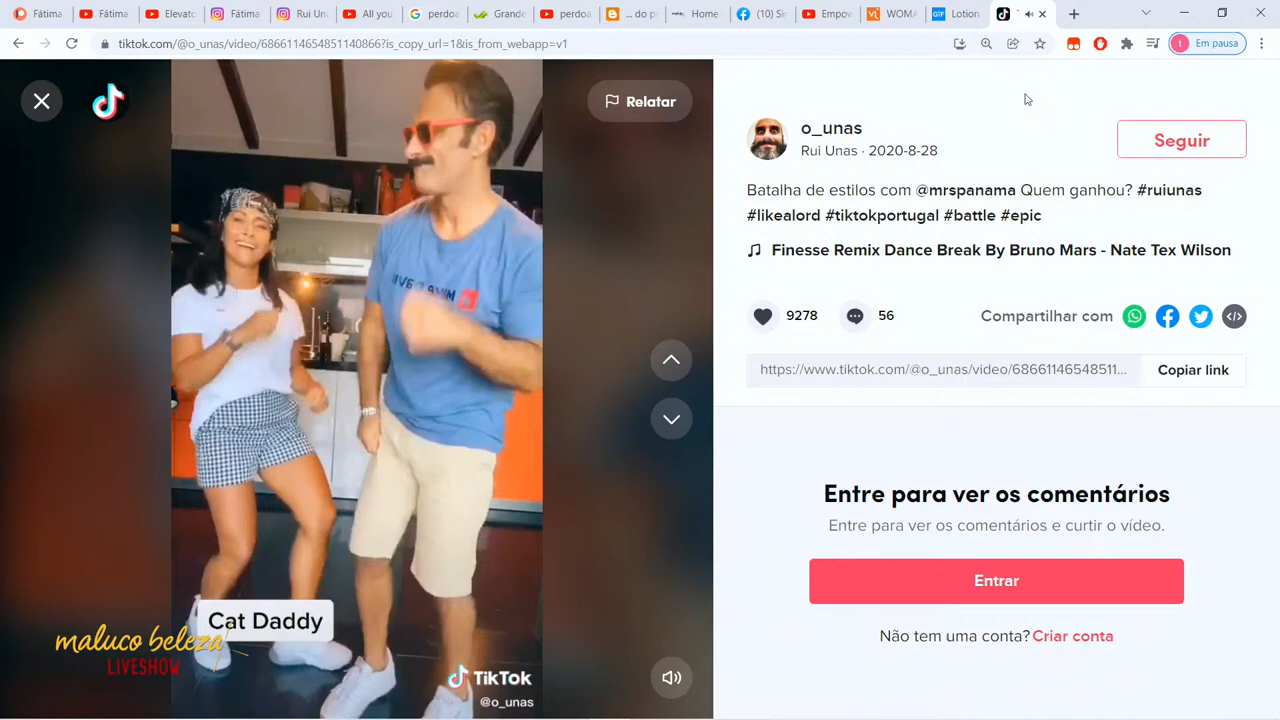 Fátima
Fátima
Elevato
Fátima
Rui Un
All you
perdoa
Grande
perdoa
... do p
Home
(10) Si
Empow
WOMA
Lotion
tiktok.com/@o_unas/video/6866114654851140866?is_copy_url=1&is_from_webapp=v1
Em pausa
Relatar
o_unas
Rui Unas · 2020-8-28
Seguir
Batalha de estilos com @mrspanama Quem ganhou? #ruiunas
#likealord #tiktokportugal #battle #epic
Finesse Remix Dance Break By Bruno Mars - Nate Tex Wilson
9278
56
Compartilhar com
https://www.tiktok.com/@o_unas/video/68661146548511...
Copiar link
Entre para ver os comentários
Entre para ver os comentários e curtir o vídeo.
Entrar
Não tem uma conta? Criar conta
Cat Daddy
maluco beleza
LIVESHOW
TikTok
@o_unas